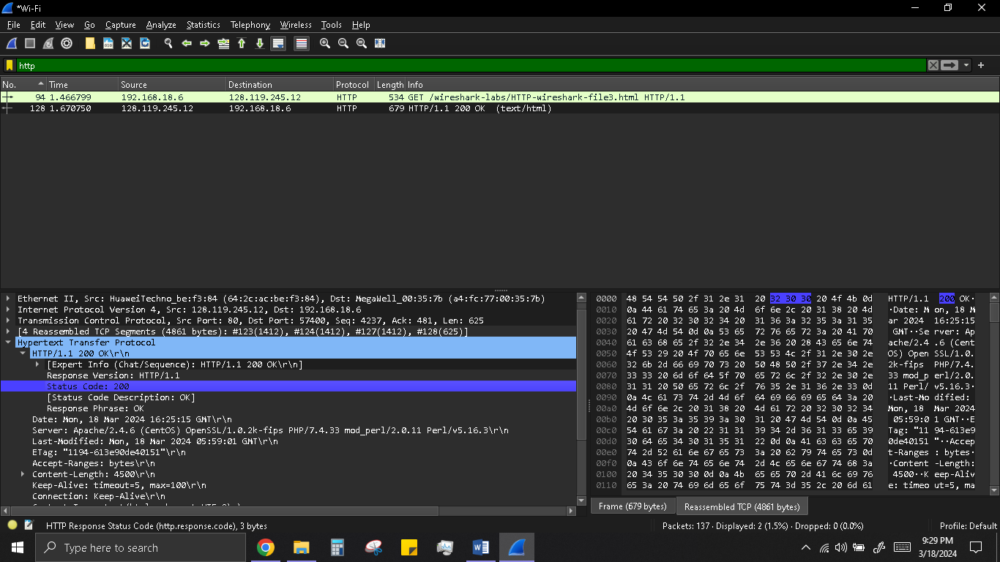 *Wi-Fi
File Edit View Go Capture Analyze Statistics Telephony Wireless Tools Help
http
No. Time Source Destination Protocol Length Info
94 1.466799 192.168.18.6 128.119.245.12 HTTP 534 GET /wireshark-labs/HTTP-wireshark-file3.html HTTP/1.1
128 1.670750 128.119.245.12 192.168.18.6 HTTP 679 HTTP/1.1 200 OK (text/html)
Ethernet II, Src: HuaweiTechno_be:f3:84 (64:2c:ac:be:f3:84), Dst: MegaWell_00:35:7b (a4:fc:77:00:35:7b)
Internet Protocol Version 4, Src: 128.119.245.12, Dst: 192.168.18.6
Transmission Control Protocol, Src Port: 80, Dst Port: 57400, Seq: 4237, Ack: 481, Len: 625
[4 Reassembled TCP Segments (4861 bytes): #123(1412), #124(1412), #127(1412), #128(625)]
Hypertext Transfer Protocol
HTTP/1.1 200 OK\r\n
[Expert Info (Chat/Sequence): HTTP/1.1 200 OK\r\n]
Response Version: HTTP/1.1
Status Code: 200
[Status Code Description: OK]
Response Phrase: OK
Date: Mon, 18 Mar 2024 16:25:15 GMT\r\n
Server: Apache/2.4.6 (CentOS) OpenSSL/1.0.2k-fips PHP/7.4.33 mod_perl/2.0.11 Perl/v5.16.3\r\n
Last-Modified: Mon, 18 Mar 2024 05:59:01 GMT\r\n
ETag: "1194-613e90de40151"\r\n
Accept-Ranges: bytes\r\n
Content-Length: 4500\r\n
Keep-Alive: timeout=5, max=100\r\n
Connection: Keep-Alive\r\n
0000 48 54 54 50 2f 31 2e 31 20 32 30 30 20 4f 4b 0d HTTP/1.1 200 OK·
0010 0a 44 61 74 65 3a 20 4d 6f 6e 2c 20 31 38 20 4d ·Date: M on, 18 M
0020 61 72 20 32 30 32 34 20 31 36 3a 32 35 3a 31 35 ar 2024 16:25:15
0030 20 47 4d 54 0d 0a 53 65 72 76 65 72 3a 20 41 70 GMT··Se rver: Ap
0040 61 63 68 65 2f 32 2e 34 2e 36 20 28 43 65 6e 74 ache/2.4 .6 (Cent
0050 4f 53 29 20 4f 70 65 6e 53 53 4c 2f 31 2e 30 2e OS) Open SSL/1.0.
0060 32 6b 2d 66 69 70 73 20 50 48 50 2f 37 2e 34 2e 2k-fips PHP/7.4.
0070 33 33 20 6d 6f 64 5f 70 65 72 6c 2f 32 2e 30 2e 33 mod_p erl/2.0.
0080 31 31 20 50 65 72 6c 2f 76 35 2e 31 36 2e 33 0d 11 Perl/ v5.16.3·
0090 0a 4c 61 73 74 2d 4d 6f 64 69 66 69 65 64 3a 20 ·Last-Mo dified:
00a0 4d 6f 6e 2c 20 31 38 20 4d 61 72 20 32 30 32 34 Mon, 18 Mar 2024
00b0 20 30 35 3a 35 39 3a 30 31 20 47 4d 54 0d 0a 45 05:59:0 1 GMT··E
00c0 54 61 67 3a 20 22 31 31 39 34 2d 36 31 33 65 39 Tag: "11 94-613e9
00d0 30 64 65 34 30 31 35 31 22 0d 0a 41 63 63 65 70 0de40151 "··Accep
00e0 74 2d 52 61 6e 67 65 73 3a 20 62 79 74 65 73 0d t-Ranges : bytes·
00f0 0a 43 6f 6e 74 65 6e 74 2d 4c 65 6e 67 74 68 3a ·Content -Length:
0100 20 34 35 30 30 0d 0a 4b 65 65 70 2d 41 6c 69 76 4500··K eep-Aliv
0110 65 3a 20 74 69 6d 65 6f 75 74 3d 35 2c 20 6d 61 e: timeo ut=5, ma
Frame (679 bytes) Reassembled TCP (4861 bytes)
HTTP Response Status Code (http.response.code), 3 bytes Packets: 137 · Displayed: 2 (1.5%) · Dropped: 0 (0.0%) Profile: Default
Type here to search
9:29 PM
3/18/2024